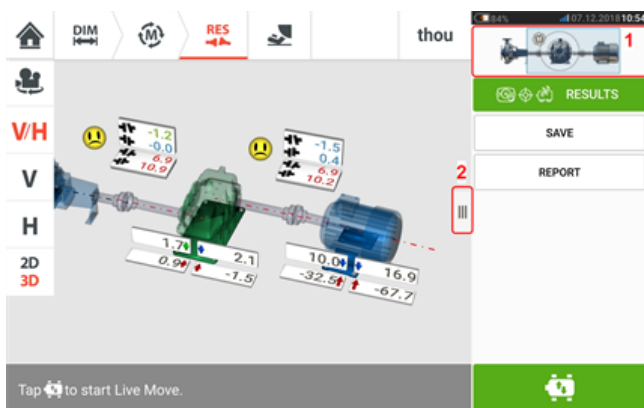 DIM
M
RES
thou
84%
07.12.2018 10:54
1
V/H
V
H
2D
3D
-1.2
-0.0
6.9
10.9
-1.5
0.4
6.9
10.2
2
1.7
2.1
0.9
-1.5
10.0
16.9
-32.5
-67.7
RESULTS
SAVE
REPORT
Tap to start Live Move.